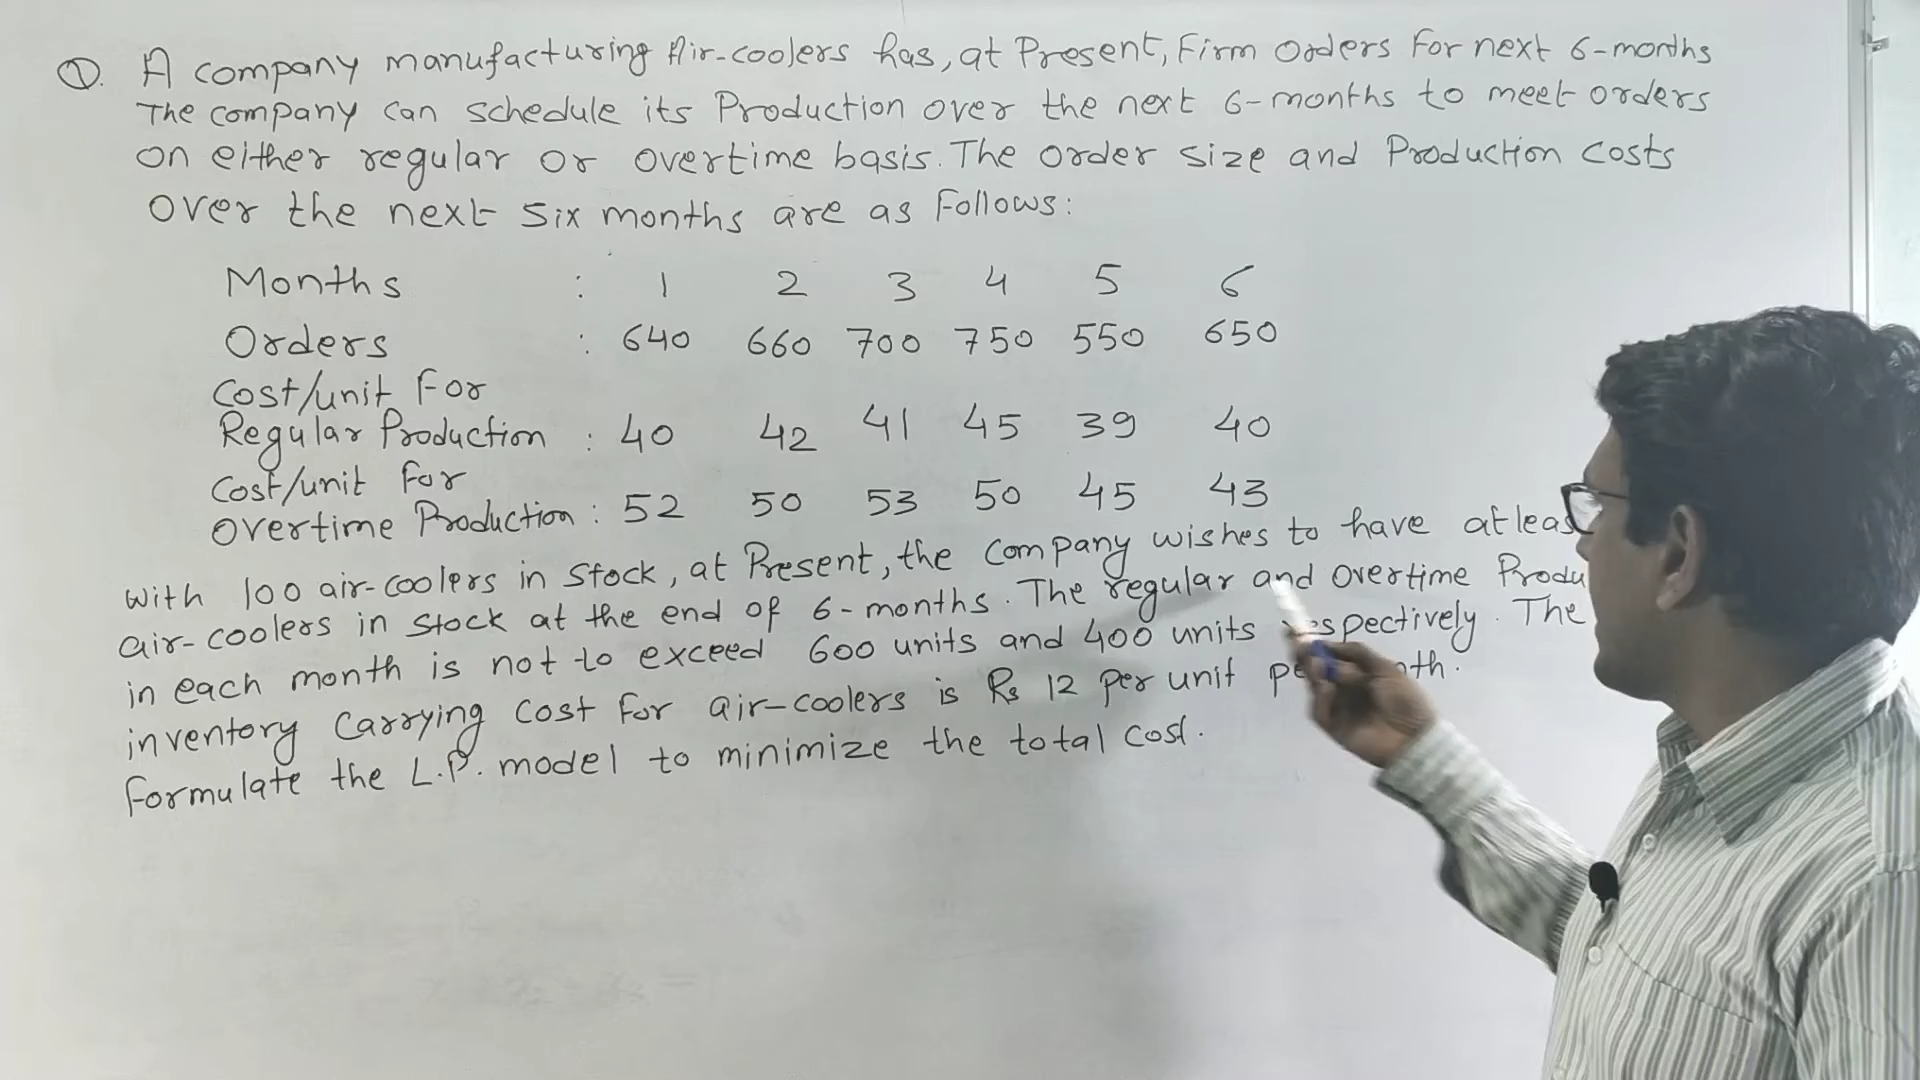 ①. A company manufacturing Air-coolers has, at Present, Firm Orders For next 6-months
The company can schedule its Production over the next 6-months to meet orders
on either regular or overtime basis. The order size and Production costs
over the next six months are as Follows:
Months : 1 2 3 4 5 6
Orders : 640 660 700 750 550 650
Cost/unit For
Regular Production : 40 42 41 45 39 40
Cost/unit For
Overtime Production : 52 50 53 50 45 43
With 100 air-coolers in Stock, at Present, the Company wishes to have
air-coolers in stock at the end of 6-months. The regular and overtime
in each month is not to exceed 600 units and 400 units respectively. The
inventory carrying cost For air-coolers is Rs 12 per unit
Formulate the L.P. model to minimize the total cost.